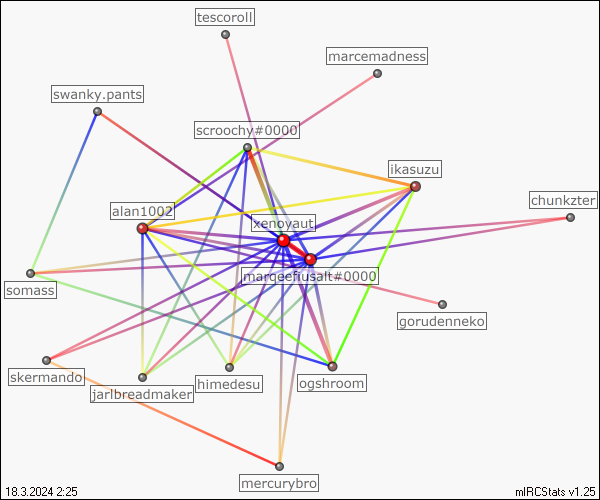 tescoroll
marcemadness
swanky.pants
scroochy#0000
ikasuzu
chunkzter
alan1002
xenoyaut
marqeefiusalt#0000
somass
gorudenneko
skermando
jarlbreadmaker
himedesu
ogshroom
mercurybro
18.3.2024 2:25
mIRCStats v1.25